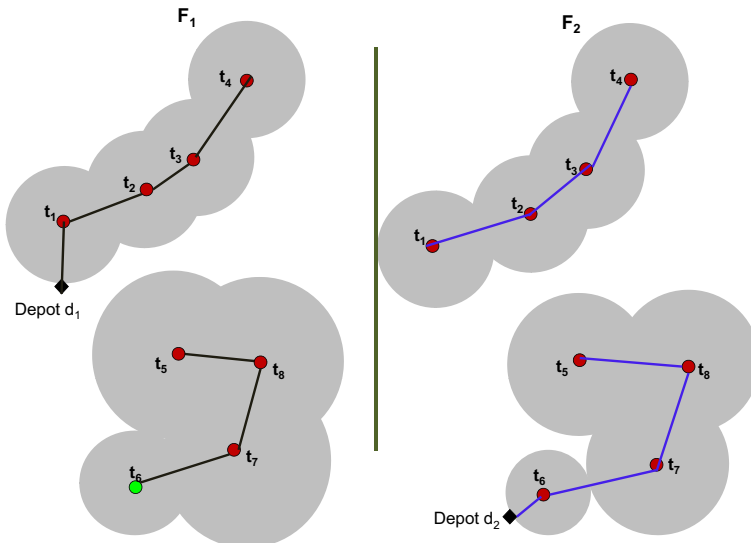 F₁
t₄
t₃
t₂
t₁
Depot d₁
t₅
t₈
t₇
t₆
F₂
t₄
t₃
t₂
t₁
t₅
t₈
t₇
t₆
Depot d₂